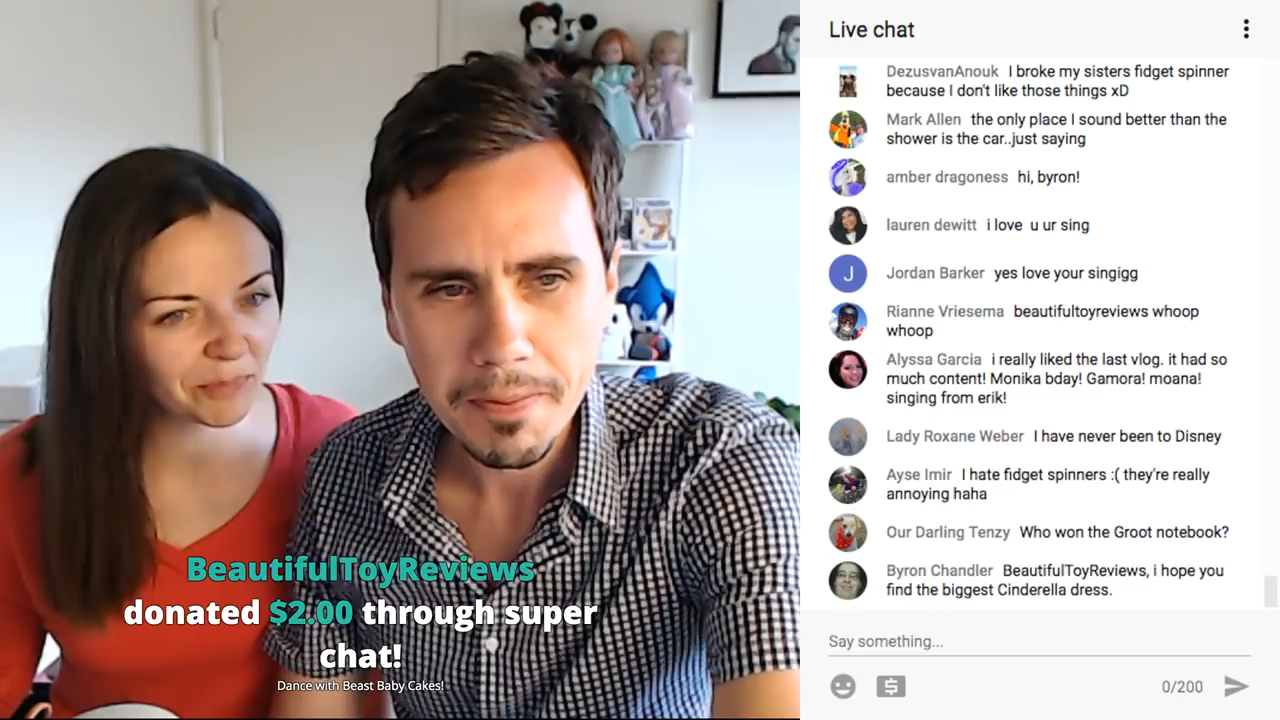 BeautifulToyReviews
donated $2.00 through super
chat!
Dance with Beast Baby Cakes!
Live chat
DezusvanAnouk I broke my sisters fidget spinner
because I don't like those things xD
Mark Allen the only place I sound better than the
shower is the car..just saying
amber dragoness hi, byron!
lauren dewitt i love u ur sing
J
Jordan Barker yes love your singigg
Rianne Vriesema beautifultoyreviews whoop
whoop
Alyssa Garcia i really liked the last vlog. it had so
much content! Monika bday! Gamora! moana!
singing from erik!
Lady Roxane Weber I have never been to Disney
Ayse Imir I hate fidget spinners :( they're really
annoying haha
Our Darling Tenzy Who won the Groot notebook?
Byron Chandler BeautifulToyReviews, i hope you
find the biggest Cinderella dress.
Say something...
$
0/200